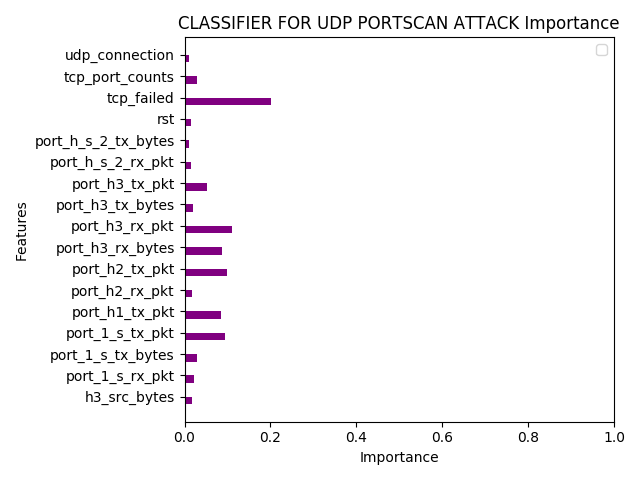 CLASSIFIER FOR UDP PORTSCAN ATTACK Importance
udp_connection
tcp_port_counts
tcp_failed
rst
port_h_s_2_tx_bytes
port_h_s_2_rx_pkt
port_h3_tx_pkt
port_h3_tx_bytes
port_h3_rx_pkt
port_h3_rx_bytes
port_h2_tx_pkt
port_h2_rx_pkt
port_h1_tx_pkt
port_1_s_tx_pkt
port_1_s_tx_bytes
port_1_s_rx_pkt
h3_src_bytes
Features
0.0 0.2 0.4 0.6 0.8 1.0
Importance